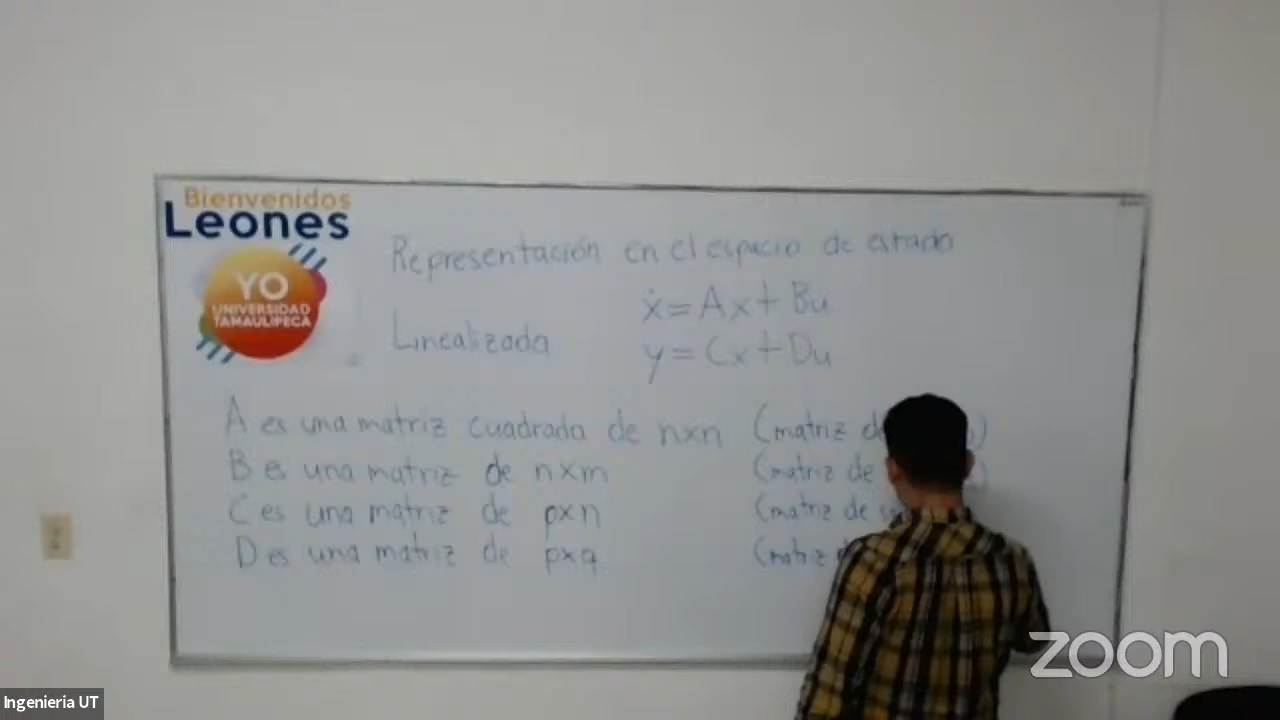 Bienvenidos
Leones
YO
UNIVERSIDAD
TAMAULIPECA
Representación en el espacio de estado
ẋ = Ax + Bu
Linealizada
y = Cx + Du
A es una matriz cuadrada de nxn (matriz de
B es una matriz de nxm (matriz de
C es una matriz de pxn (matriz de
D es una matriz de pxq (matriz
zoom
Ingenieria UT